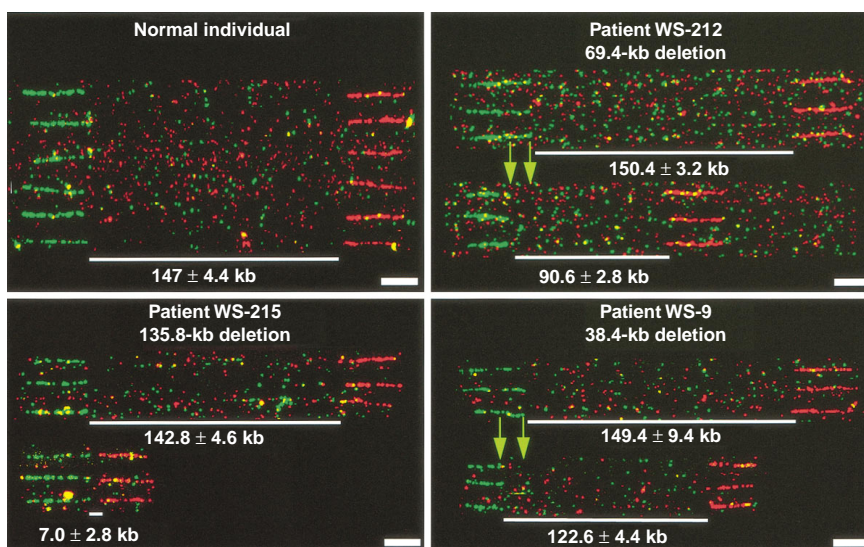 Normal individual
147 ± 4.4 kb
Patient WS-212
69.4-kb deletion
150.4 ± 3.2 kb
90.6 ± 2.8 kb
Patient WS-215
135.8-kb deletion
142.8 ± 4.6 kb
7.0 ± 2.8 kb
Patient WS-9
38.4-kb deletion
149.4 ± 9.4 kb
122.6 ± 4.4 kb